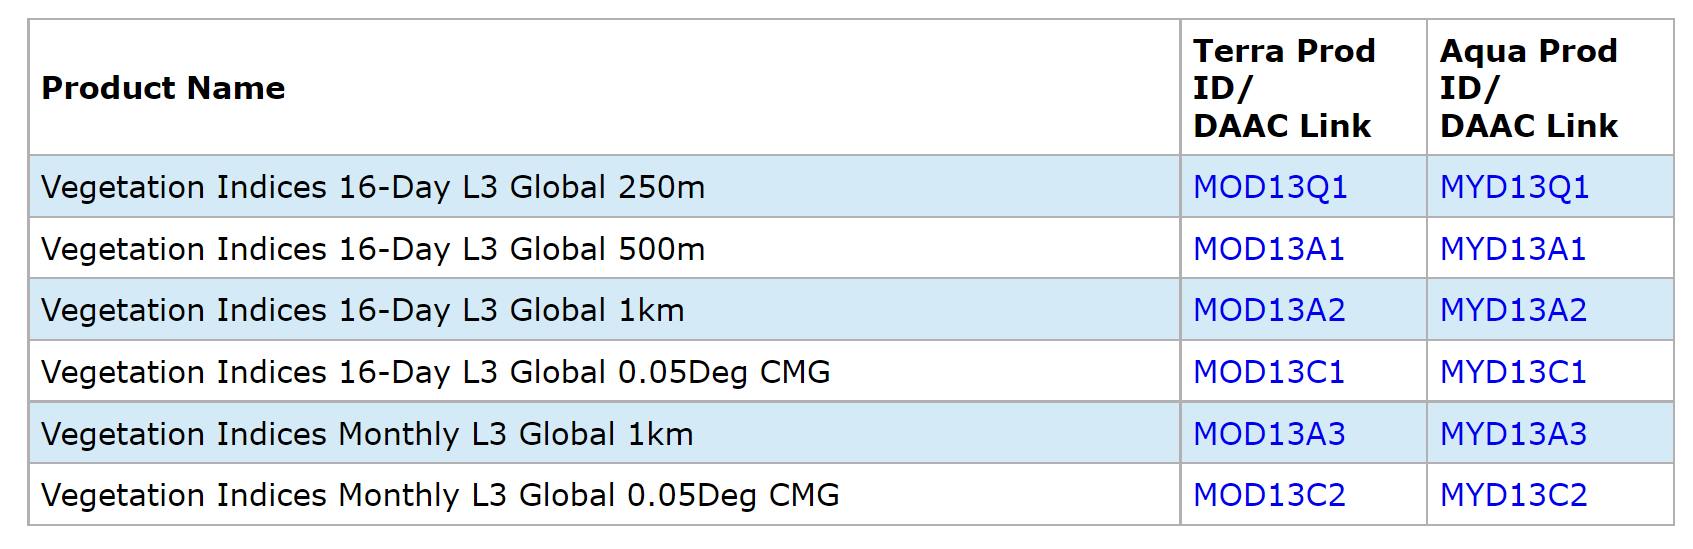 Product Name
Terra Prod
ID/
DAAC Link
Aqua Prod
ID/
DAAC Link
Vegetation Indices 16-Day L3 Global 250m MOD13Q1 MYD13Q1
Vegetation Indices 16-Day L3 Global 500m MOD13A1 MYD13A1
Vegetation Indices 16-Day L3 Global 1km MOD13A2 MYD13A2
Vegetation Indices 16-Day L3 Global 0.05Deg CMG MOD13C1 MYD13C1
Vegetation Indices Monthly L3 Global 1km MOD13A3 MYD13A3
Vegetation Indices Monthly L3 Global 0.05Deg CMG MOD13C2 MYD13C2